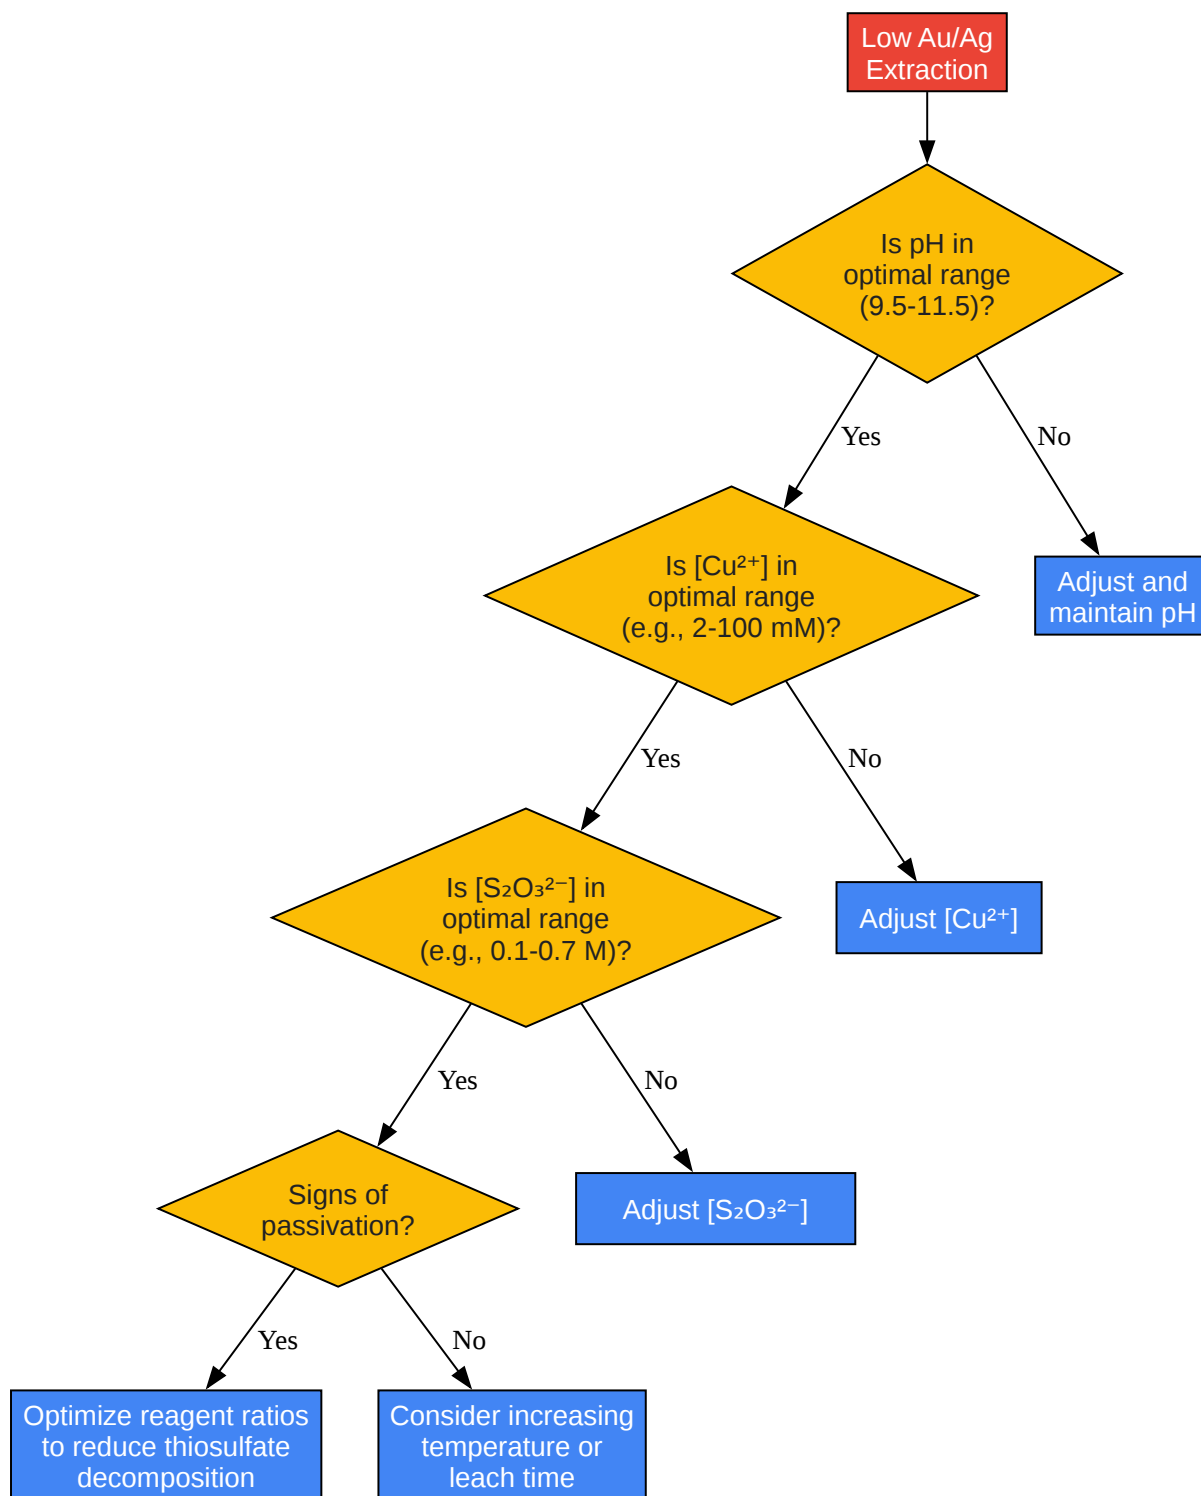 Low Au/Ag
Extraction
Is pH in
optimal range
(9.5-11.5)?
Yes
No
Is [Cu²⁺] in
optimal range
(e.g., 2-100 mM)?
Adjust and
maintain pH
Yes
No
Is [S₂O₃²⁻] in
optimal range
(e.g., 0.1-0.7 M)?
Adjust [Cu²⁺]
Yes
No
Signs of
passivation?
Adjust [S₂O₃²⁻]
Yes
No
Optimize reagent ratios
to reduce thiosulfate
decomposition
Consider increasing
temperature or
leach time